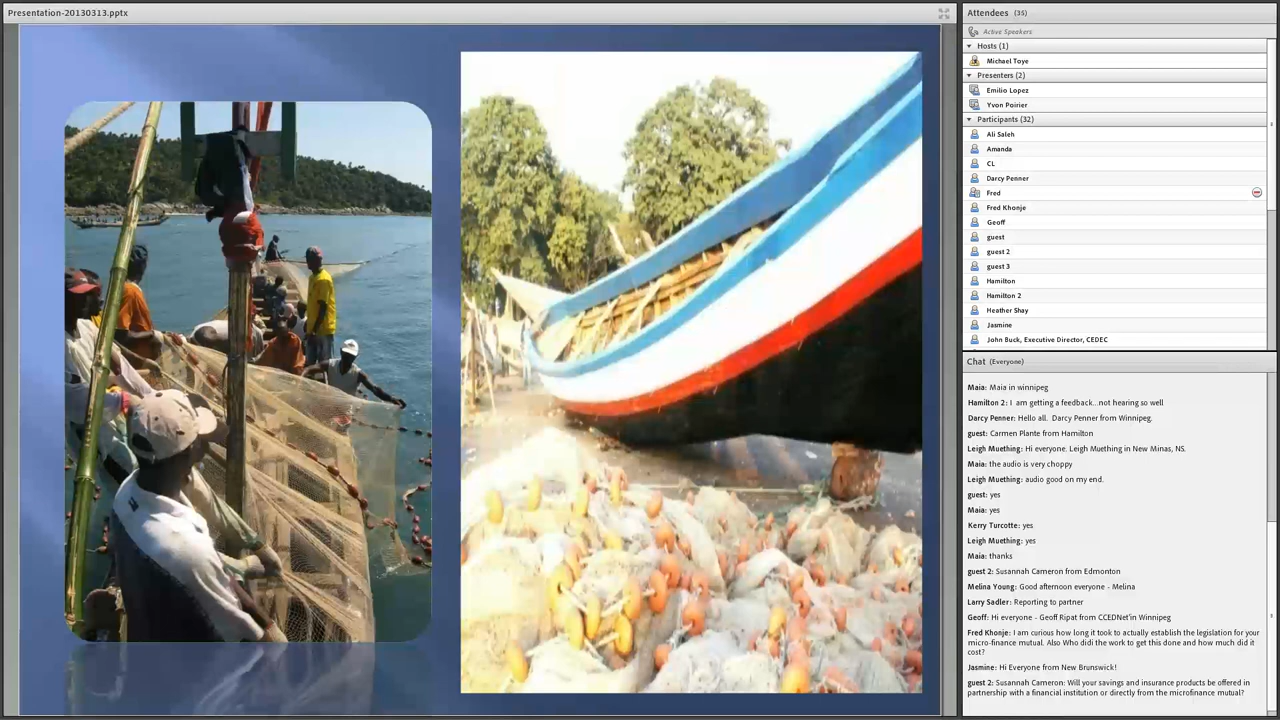 Presentation-20130313.pptx
Attendees (35)
Active Speakers
Hosts (1)
Michael Toye
Presenters (2)
Emilio Lopez
Yvon Poirier
Participants (32)
Ali Saleh
Amanda
CL
Darcy Penner
Fred
Fred Khonje
Geoff
guest
guest 2
guest 3
Hamilton
Hamilton 2
Heather Shay
Jasmine
John Buck, Executive Director, CEDEC
Chat (Everyone)
Maia: Maia in winnipeg
Hamilton 2: I am getting a feedback...not hearing so well
Darcy Penner: Hello all. Darcy Penner from Winnipeg.
guest: Carmen Plante from Hamilton
Leigh Muething: Hi everyone. Leigh Muething in New Minas, NS.
Maia: the audio is very choppy
Leigh Muething: audio good on my end.
guest: yes
Maia: yes
Kerry Turcotte: yes
Leigh Muething: yes
Maia: thanks
guest 2: Susannah Cameron from Edmonton
Melina Young: Good afternoon everyone - Melina
Larry Sadler: Reporting to partner
Geoff: Hi everyone - Geoff Ripat from CCEDNet'in Winnipeg
Fred Khonje: I am curious how long it took to actually establish the legislation for your
micro-finance mutual. Also Who did the work to get this done and how much did it
cost?
Jasmine: Hi Everyone from New Brunswick!
guest 2: Susannah Cameron: Will your savings and insurance products be offered in
partnership with a financial institution or directly from the microfinance mutual?